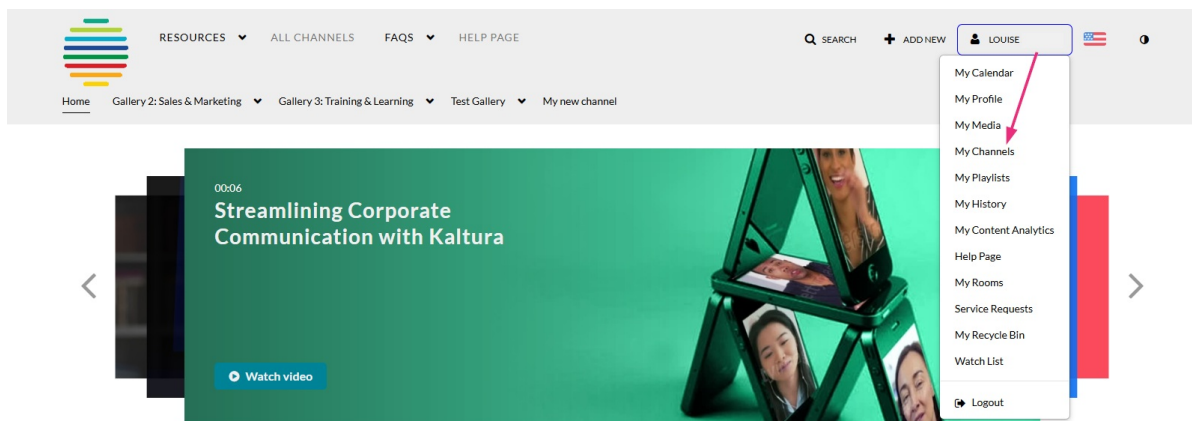 RESOURCES ALL CHANNELS FAQS HELP PAGE SEARCH ADD NEW LOUISE
Home Gallery 2: Sales & Marketing Gallery 3: Training & Learning Test Gallery My new channel
My Calendar
My Profile
My Media
My Channels
My Playlists
My History
My Content Analytics
Help Page
My Rooms
Service Requests
My Recycle Bin
Watch List
Logout
00:06
Streamlining Corporate
Communication with Kaltura
Watch video